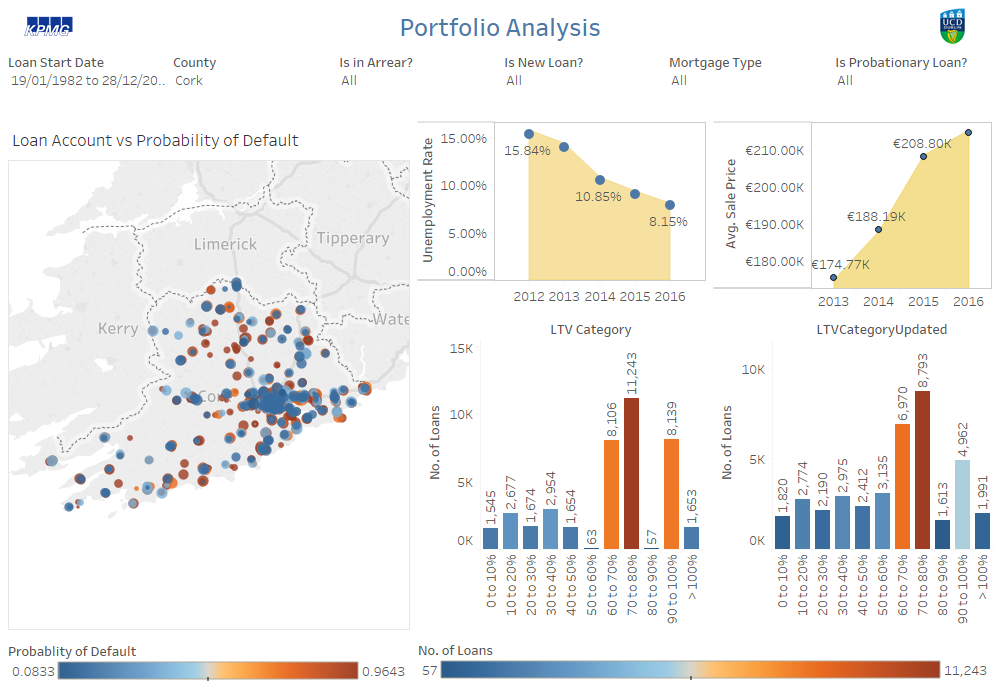 KPMG
Portfolio Analysis
UCD
DUBLIN
Loan Start Date
County
Is in Arrear?
Is New Loan?
Mortgage Type
Is Probationary Loan?
19/01/1982 to 28/12/20..
Cork
All
All
All
All
Loan Account vs Probability of Default
Limerick
Tipperary
Kerry
Wate
Co
Unemployment Rate
15.00%
10.00%
5.00%
0.00%
15.84%
10.85%
8.15%
2012 2013 2014 2015 2016
Avg. Sale Price
€210.00K
€200.00K
€190.00K
€180.00K
€208.80K
€188.19K
€174.77K
2013 2014 2015 2016
LTV Category
No. of Loans
15K
10K
5K
0K
1,545
2,677
1,674
2,954
1,654
63
8,106
11,243
57
8,139
1,653
0 to 10%
10 to 20%
20 to 30%
30 to 40%
40 to 50%
50 to 60%
60 to 70%
70 to 80%
80 to 90%
90 to 100%
> 100%
LTVCategoryUpdated
No. of Loans
10K
5K
0K
1,820
2,774
2,190
2,975
2,412
3,135
6,970
8,793
1,613
4,962
1,991
0 to 10%
10 to 20%
20 to 30%
30 to 40%
40 to 50%
50 to 60%
60 to 70%
70 to 80%
80 to 90%
90 to 100%
> 100%
Probablity of Default
0.0833
0.9643
No. of Loans
57
11,243